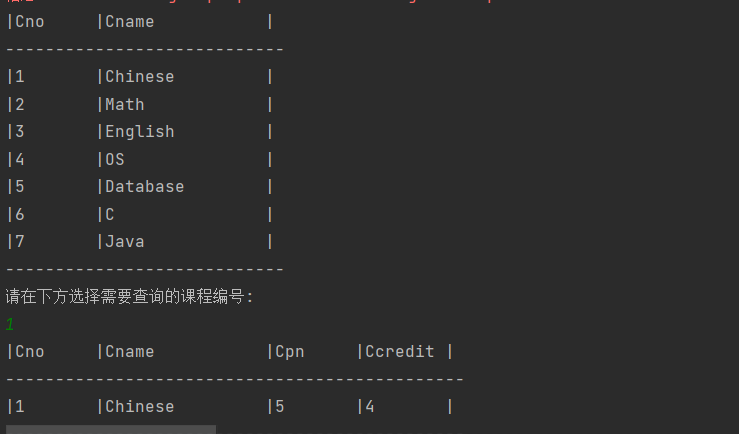 |Cno     |Cname           |
----------------------------
|1       |Chinese         |
|2       |Math            |
|3       |English         |
|4       |OS              |
|5       |Database        |
|6       |C               |
|7       |Java            |
----------------------------
请在下方选择需要查询的课程编号:
1
|Cno     |Cname           |Cpn     |Ccredit |
----------------------------------------------
|1       |Chinese         |5       |4       |